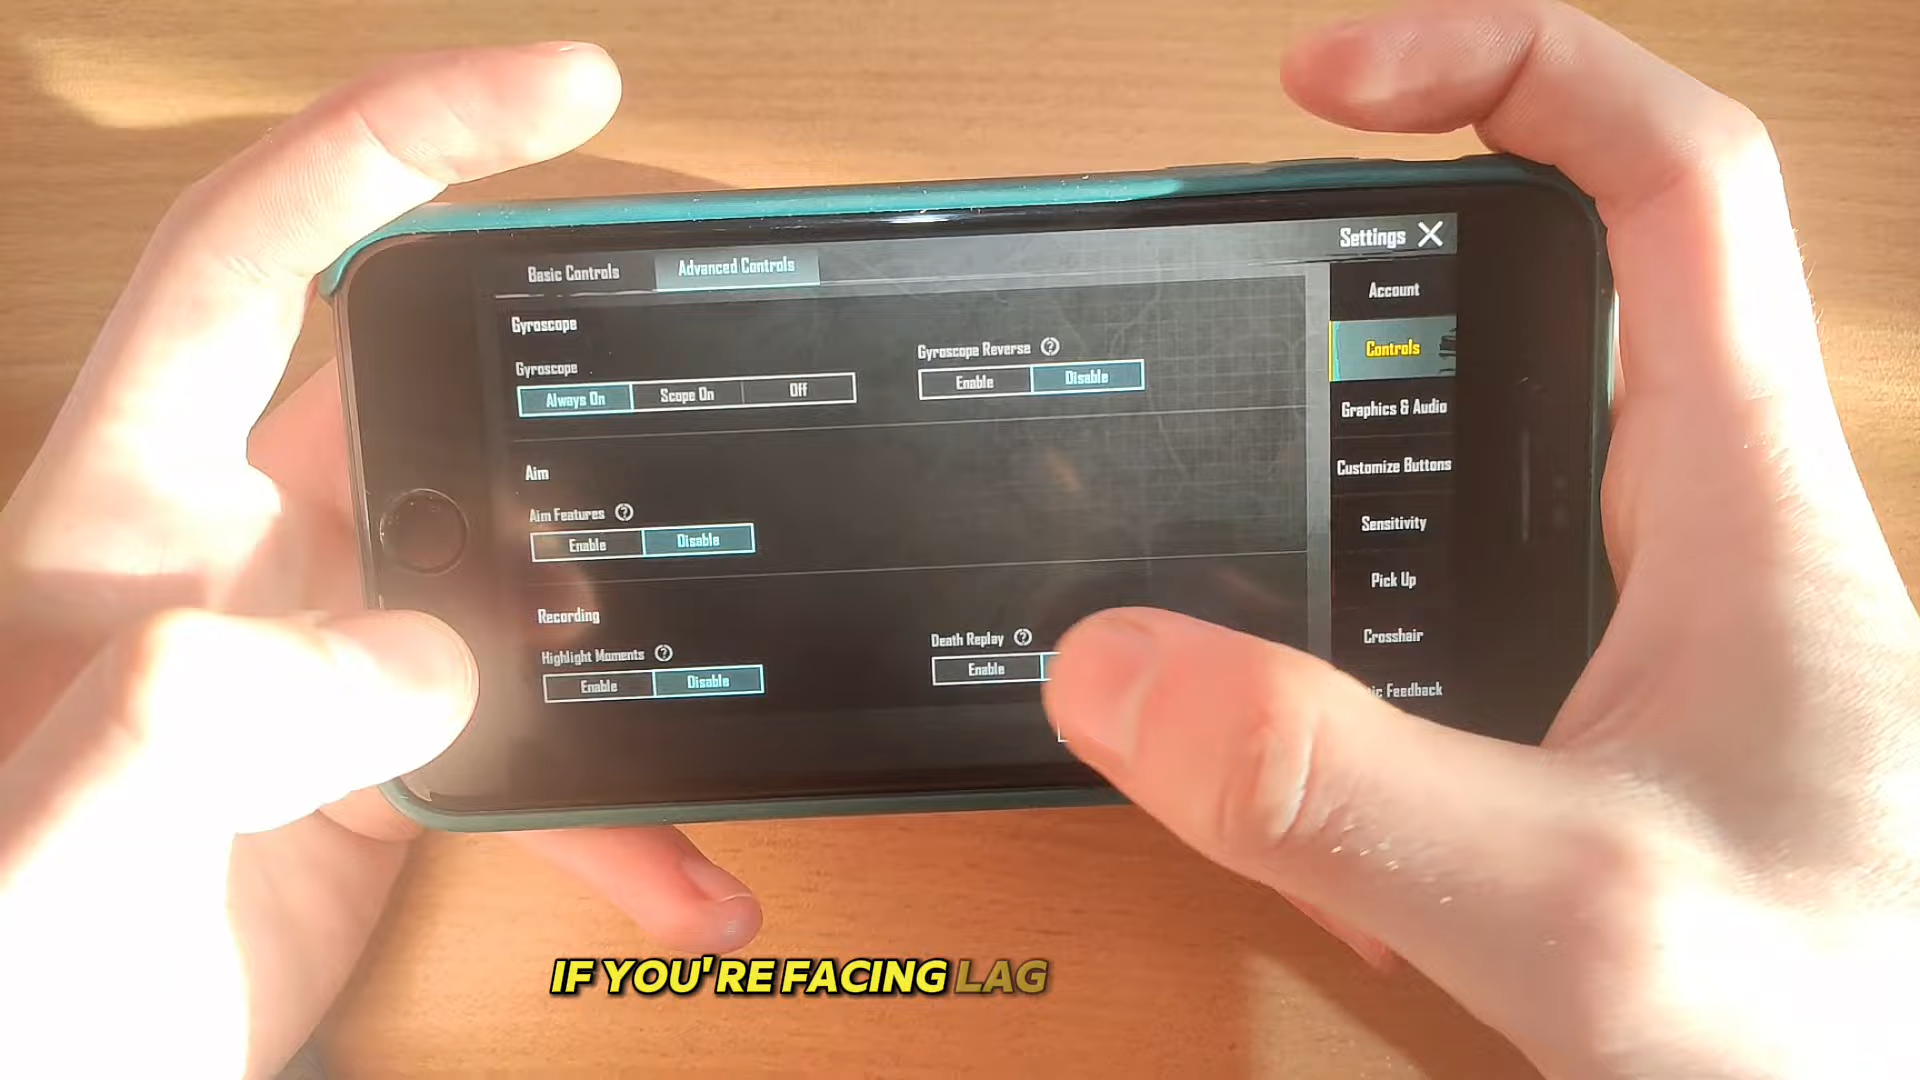 Settings
Basic Controls
Advanced Controls
Account
Gyroscope
Gyroscope
Always On
Scope On
Off
Gyroscope Reverse ?
Enable
Disable
Controls
Graphics & Audio
Aim
Customize Buttons
Aim Features ?
Enable
Disable
Sensitivity
Pick Up
Recording
Crosshair
Highlight Moments ?
Enable
Disable
Death Replay ?
Enable
Feedback
IF YOU'RE FACING LAG